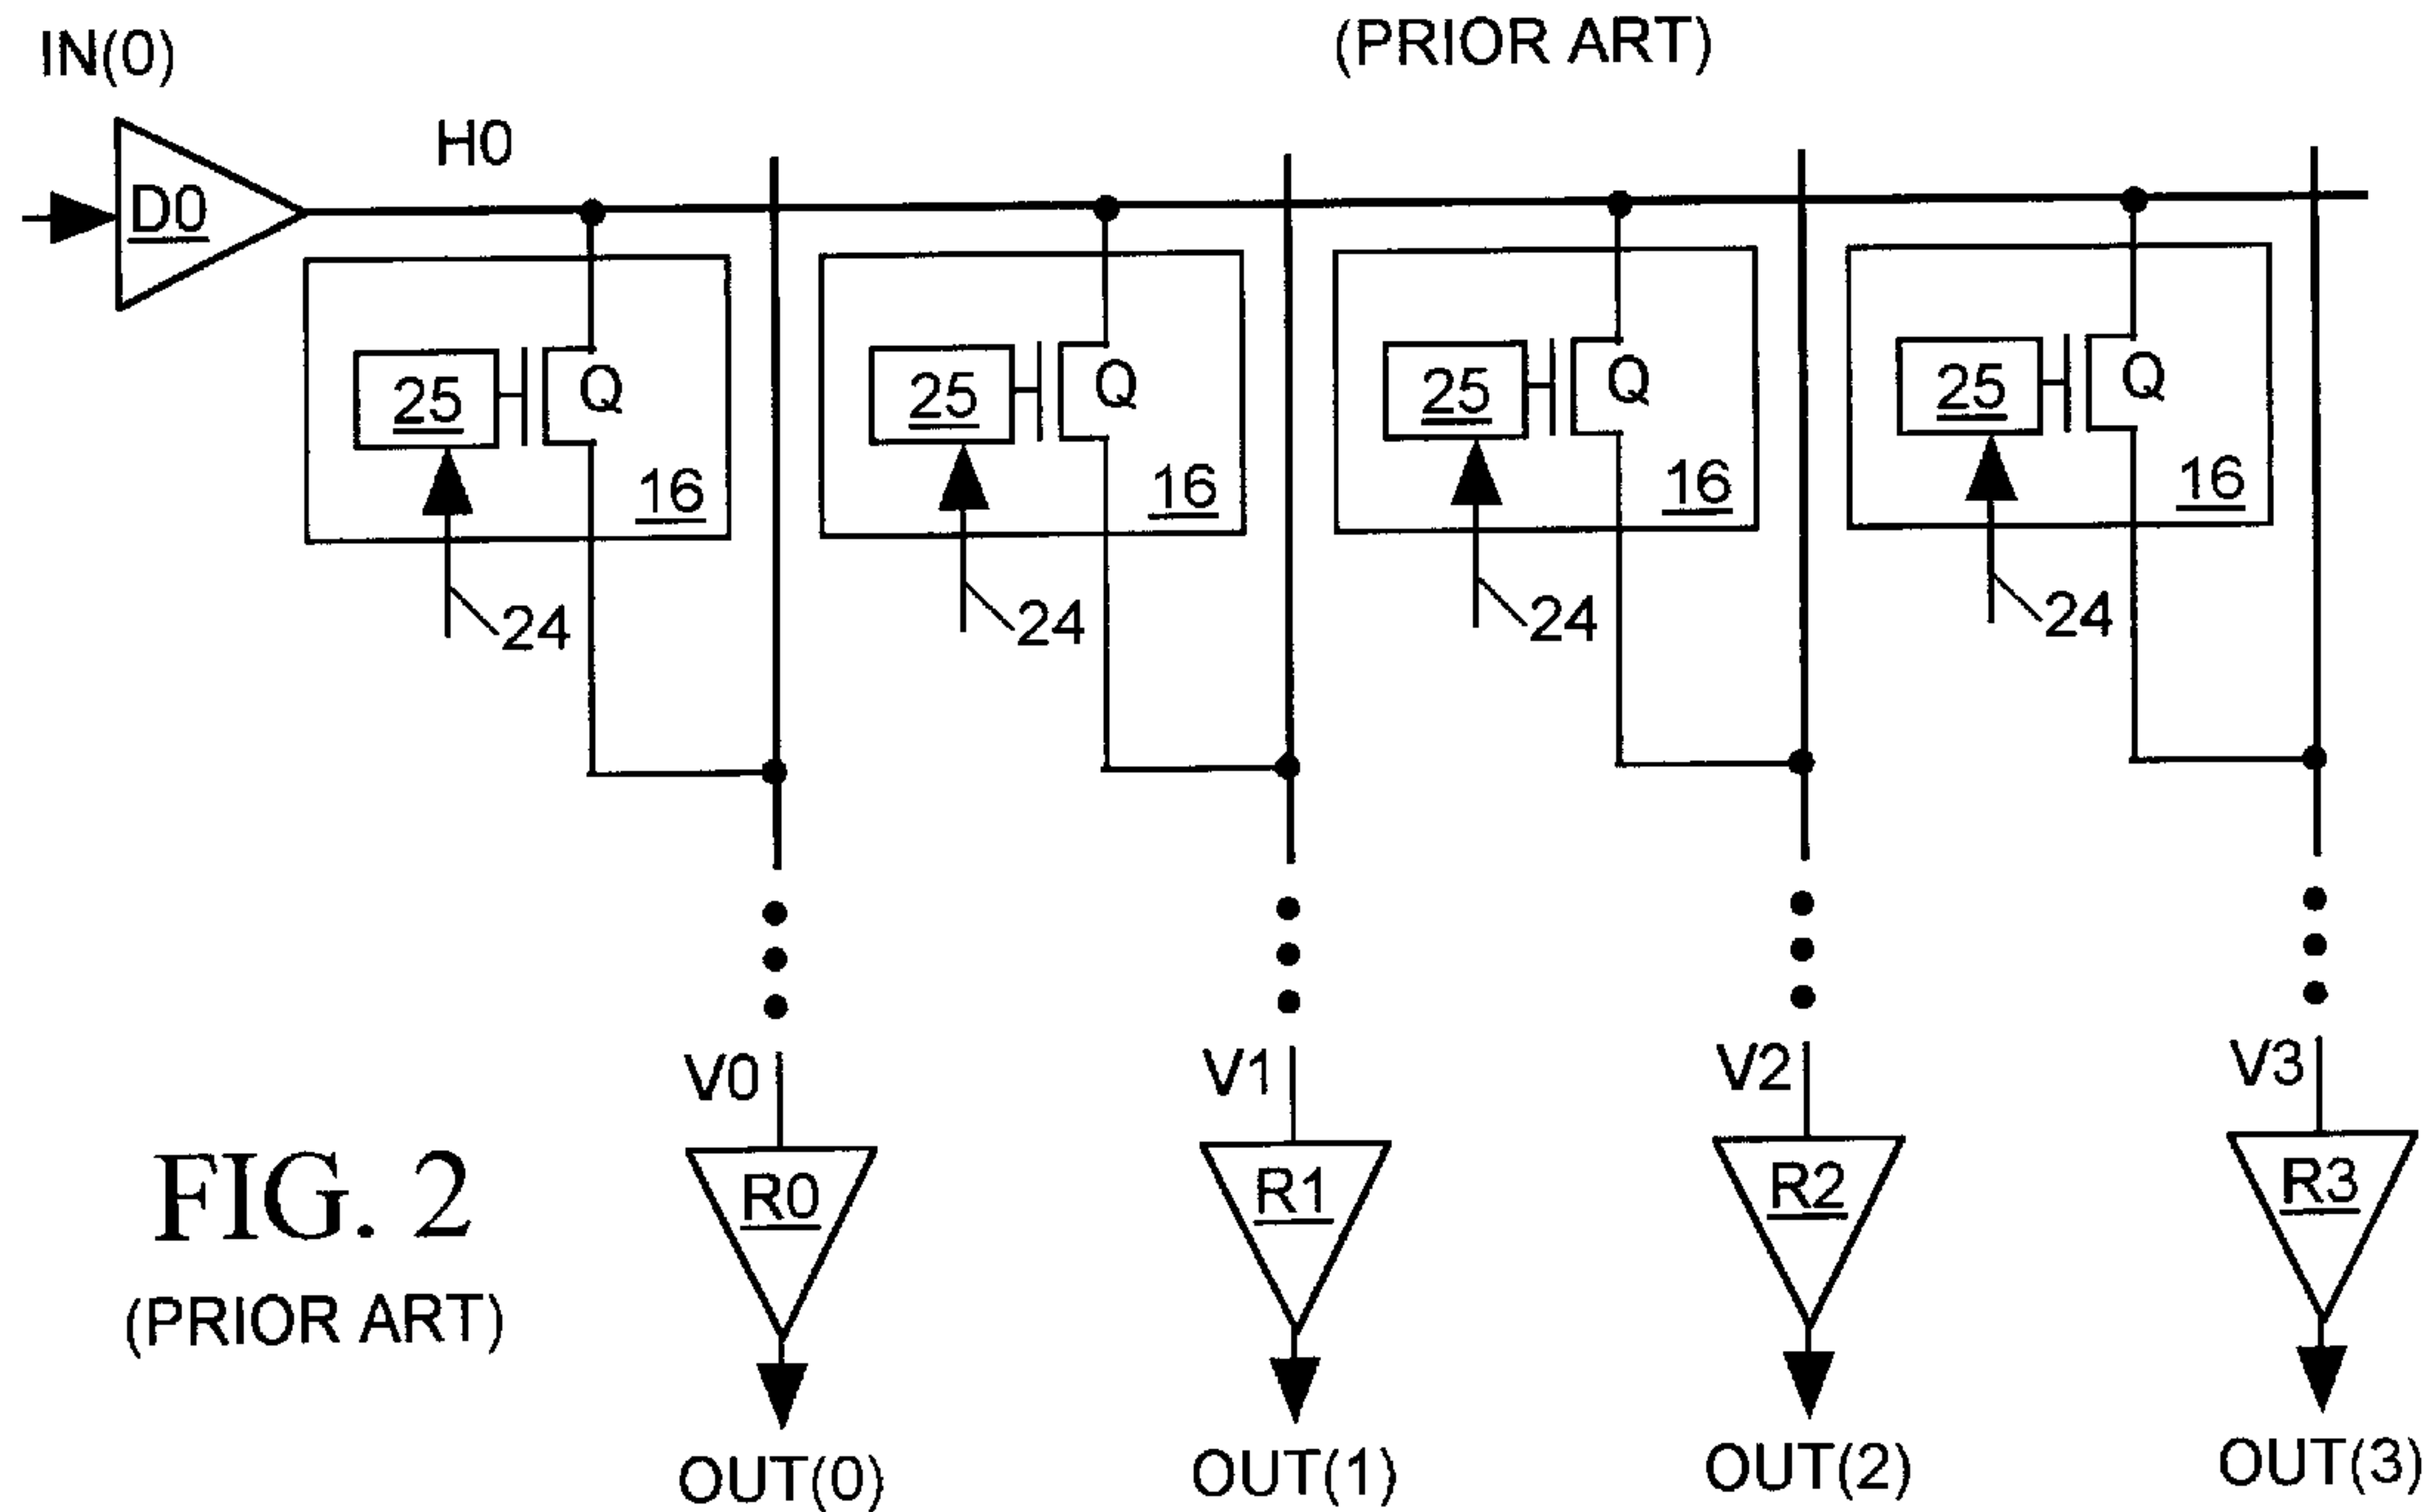 IN(0)
(PRIOR ART)
H0
D0
25
Q
16
24
25
Q
16
24
25
Q
16
24
25
Q
16
24
V0
V1
V2
V3
R0
R1
R2
R3
FIG. 2
(PRIOR ART)
OUT(0)
OUT(1)
OUT(2)
OUT(3)